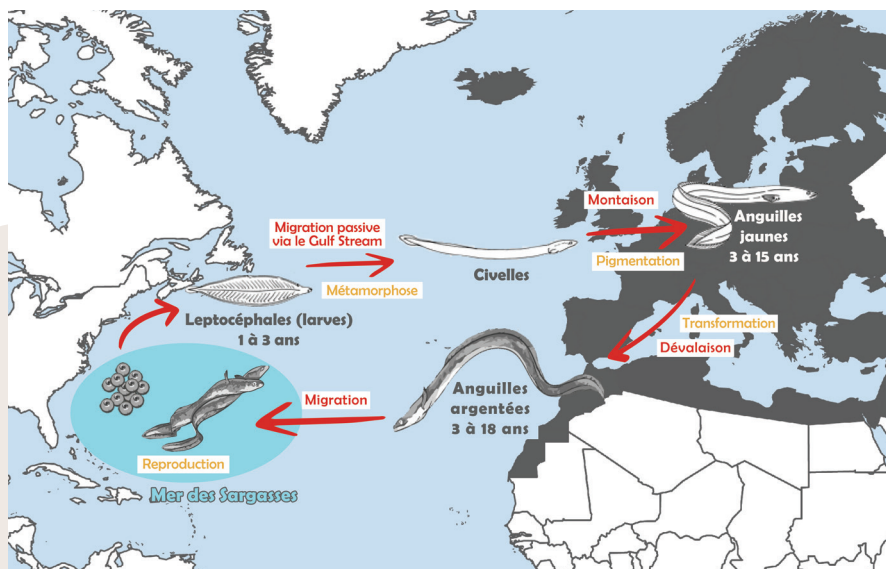 Montaison
Migration passive
via le Gulf Stream
Anguilles
jaunes
3 à 15 ans
Civelles
Pigmentation
Métamorphose
Leptocéphales (larves)
1 à 3 ans
Transformation
Dévalaison
Anguilles
argentées
3 à 18 ans
Migration
Reproduction
Mer des Sargasses